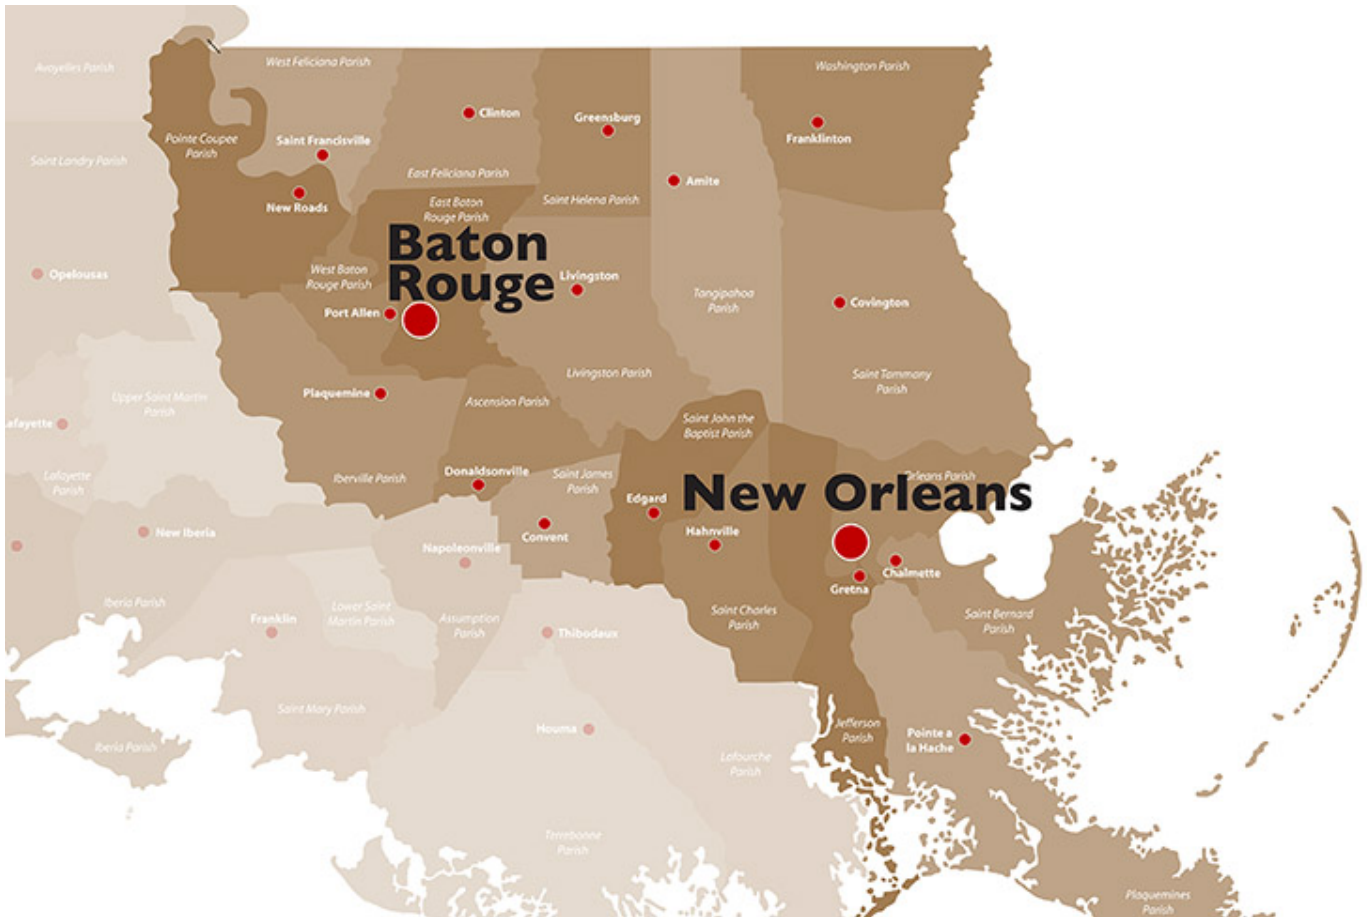 Avoyelles Parish
West Feliciana Parish
Washington Parish
Clinton
Greensburg
Franklinton
Pointe Coupee
Parish
Saint Francisville
Saint Landry Parish
East Feliciana Parish
Amite
New Roads
East Baton
Rouge Parish
Saint Helena Parish
Baton
Rouge
West Baton
Rouge Parish
Opelousas
Livingston
Tangipahoa
Parish
Covington
Port Allen
Livingston Parish
Saint Tammany
Parish
Plaquemine
Ascension Parish
Upper Saint Martin
Parish
Saint John the
Baptist Parish
afayette
Lafayette
Parish
Iberville Parish
Donaldsonville
Saint James
Parish
Orleans Parish
New Orleans
Edgard
Hahnville
Convent
New Iberia
Napoleonville
Chalmette
Gretna
Iberia Parish
Lower Saint
Martin Parish
Franklin
Assumption
Parish
Thibodaux
Saint Charles
Parish
Saint Bernard
Parish
Saint Mary Parish
Houma
Jefferson
Parish
Pointe a
la Hache
Iberia Parish
Lafourche
Parish
Terrebonne
Parish
Plaquemines
Parish